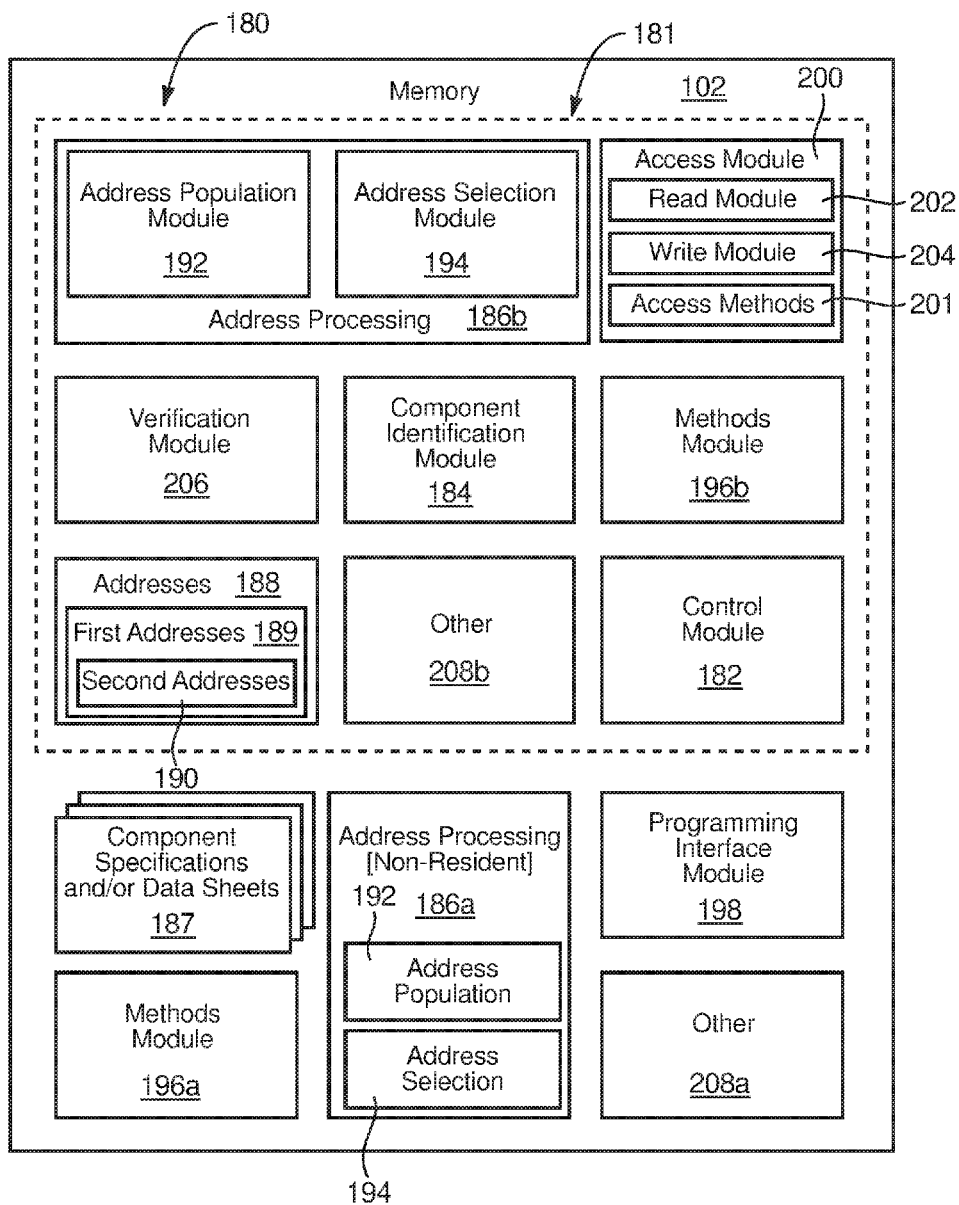 180
181
Memory 102
200
Address Population
Module
192
Address Selection
Module
194
Address Processing 186b
Access Module
Read Module
202
Write Module
204
Access Methods
201
Verification
Module
206
Component
Identification
Module
184
Methods
Module
196b
Addresses 188
First Addresses 189
Second Addresses
190
Other
208b
Control
Module
182
Component
Specifications
and/or Data Sheets
187
Address Processing
[Non-Resident]
192
186a
Address
Population
Address
Selection
194
Programming
Interface
Module
198
Methods
Module
196a
Other
208a